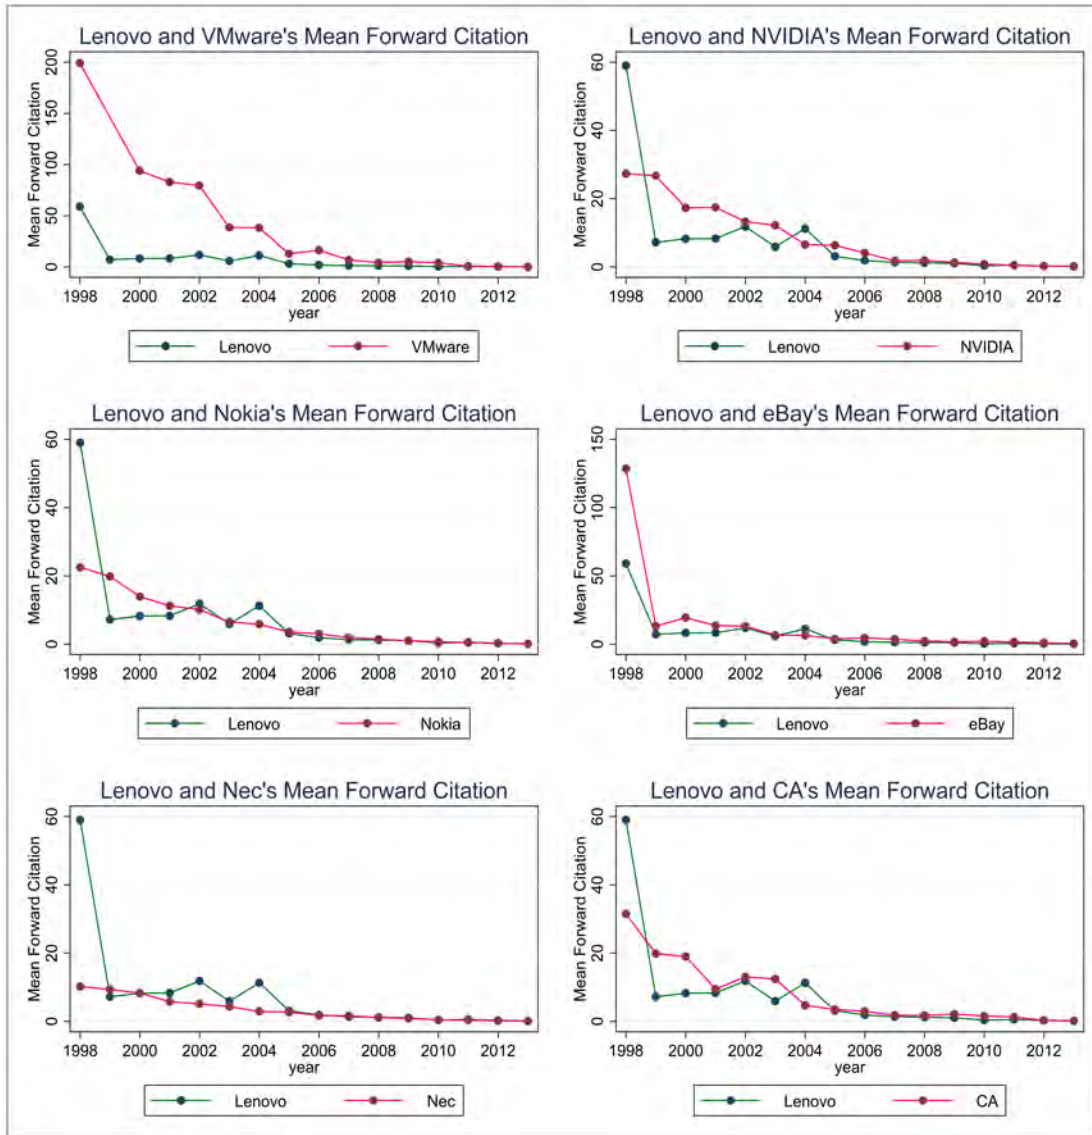 Lenovo and VMware's Mean Forward Citation
Mean Forward Citation
200
150
100
50
0
1998 2000 2002 2004 2006 2008 2010 2012
year
Lenovo VMware
Lenovo and NVIDIA's Mean Forward Citation
Mean Forward Citation
60
40
20
0
1998 2000 2002 2004 2006 2008 2010 2012
year
Lenovo NVIDIA
Lenovo and Nokia's Mean Forward Citation
Mean Forward Citation
60
40
20
0
1998 2000 2002 2004 2006 2008 2010 2012
year
Lenovo Nokia
Lenovo and eBay's Mean Forward Citation
Mean Forward Citation
150
100
50
0
1998 2000 2002 2004 2006 2008 2010 2012
year
Lenovo eBay
Lenovo and Nec's Mean Forward Citation
Mean Forward Citation
60
40
20
0
1998 2000 2002 2004 2006 2008 2010 2012
year
Lenovo Nec
Lenovo and CA's Mean Forward Citation
Mean Forward Citation
60
40
20
0
1998 2000 2002 2004 2006 2008 2010 2012
year
Lenovo CA